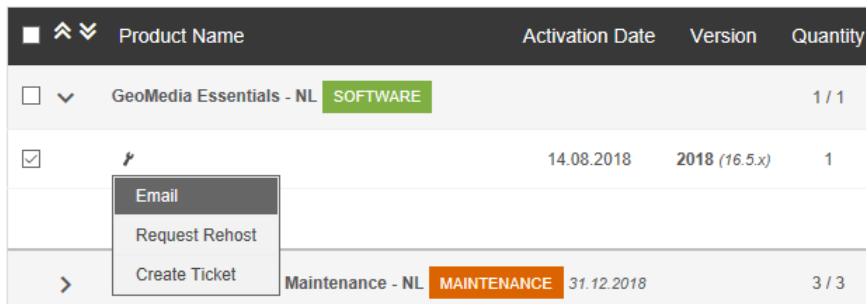 Product Name Activation Date Version Quantity
GeoMedia Essentials - NL SOFTWARE 1 / 1
14.08.2018 2018 (16.5.x) 1
Email
Request Rehost
Create Ticket
Maintenance - NL MAINTENANCE 31.12.2018 3 / 3